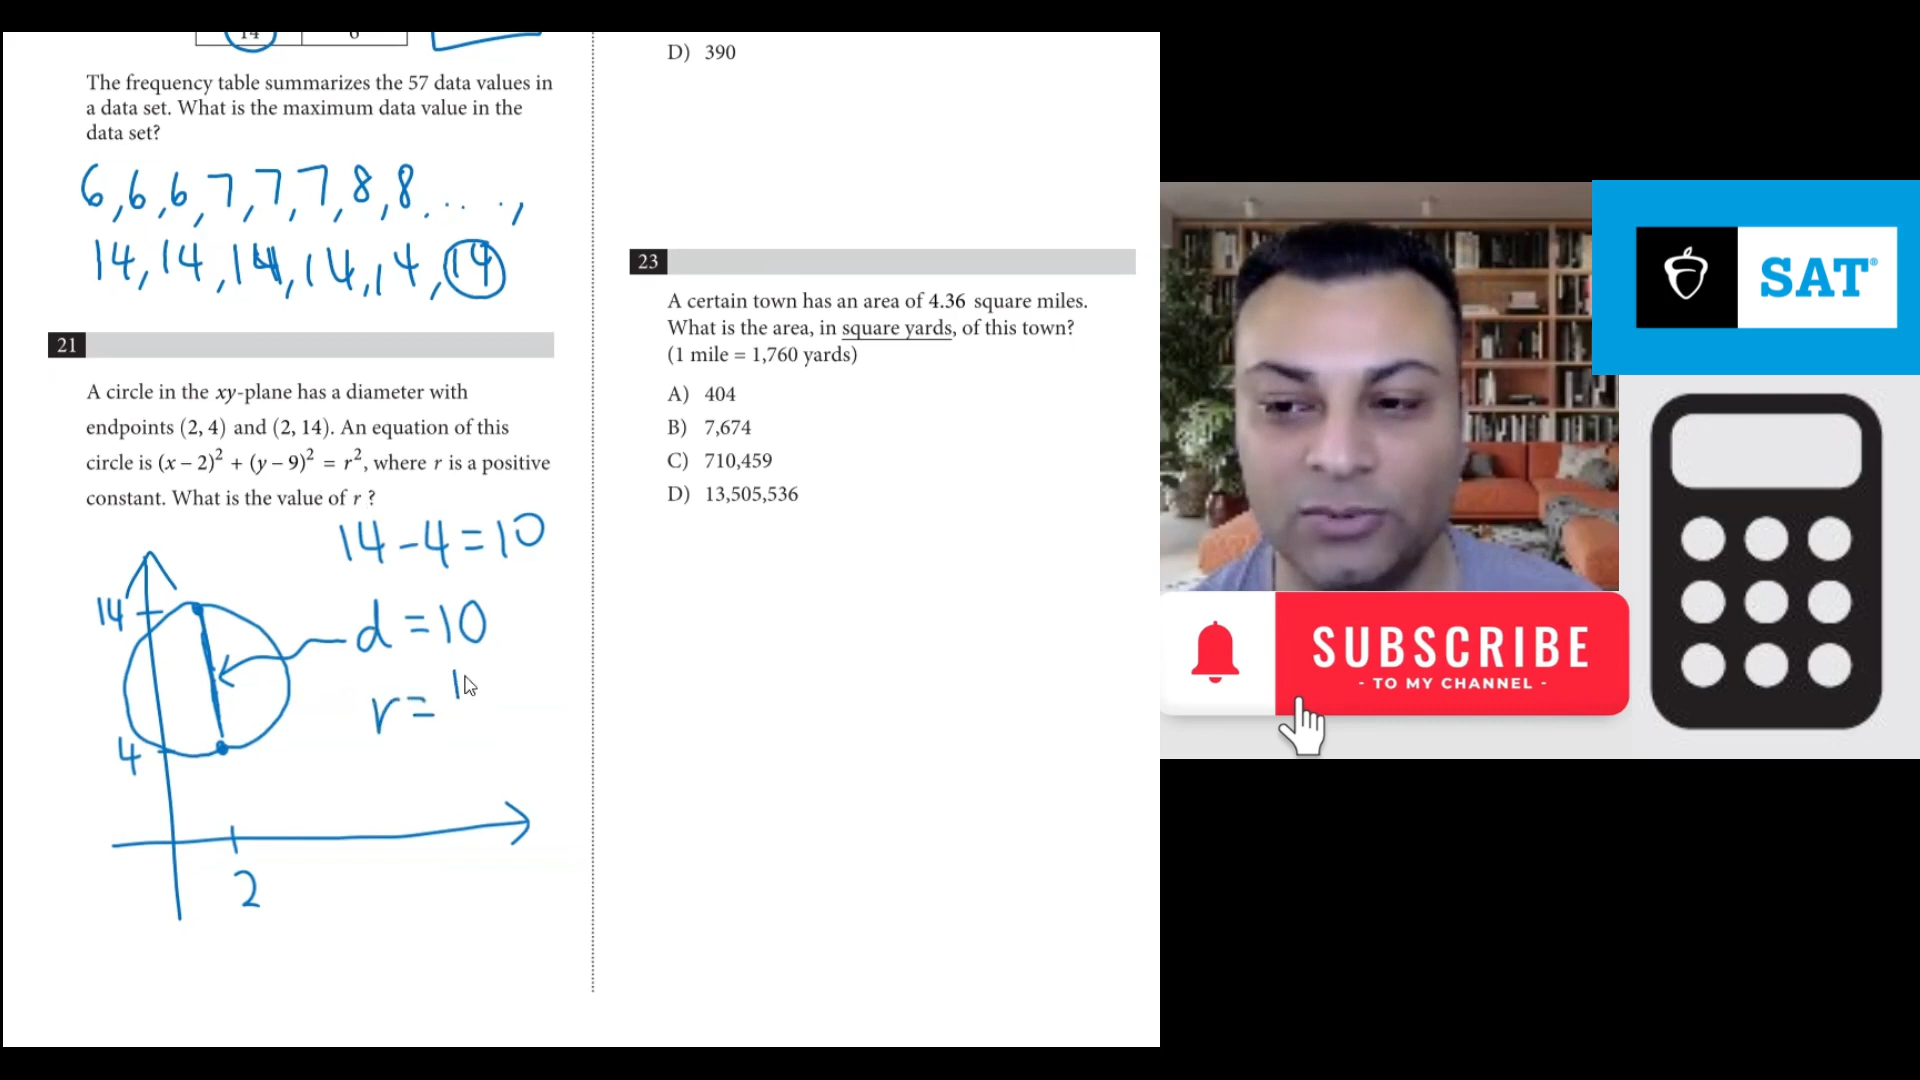 14 6
The frequency table summarizes the 57 data values in
a data set. What is the maximum data value in the
data set?
6, 6, 6, 7, 7, 7, 8, 8, . . . . ,
14, 14, 14, 14, 14, 14
21
A circle in the xy-plane has a diameter with
endpoints (2, 4) and (2, 14). An equation of this
circle is (x – 2)² + (y – 9)² = r², where r is a positive
constant. What is the value of r ?
14 - 4 = 10
14
d = 10
r = 1
4
2
D) 390
23
A certain town has an area of 4.36 square miles.
What is the area, in square yards, of this town?
(1 mile = 1,760 yards)
A) 404
B) 7,674
C) 710,459
D) 13,505,536
SAT®
SUBSCRIBE
- TO MY CHANNEL -